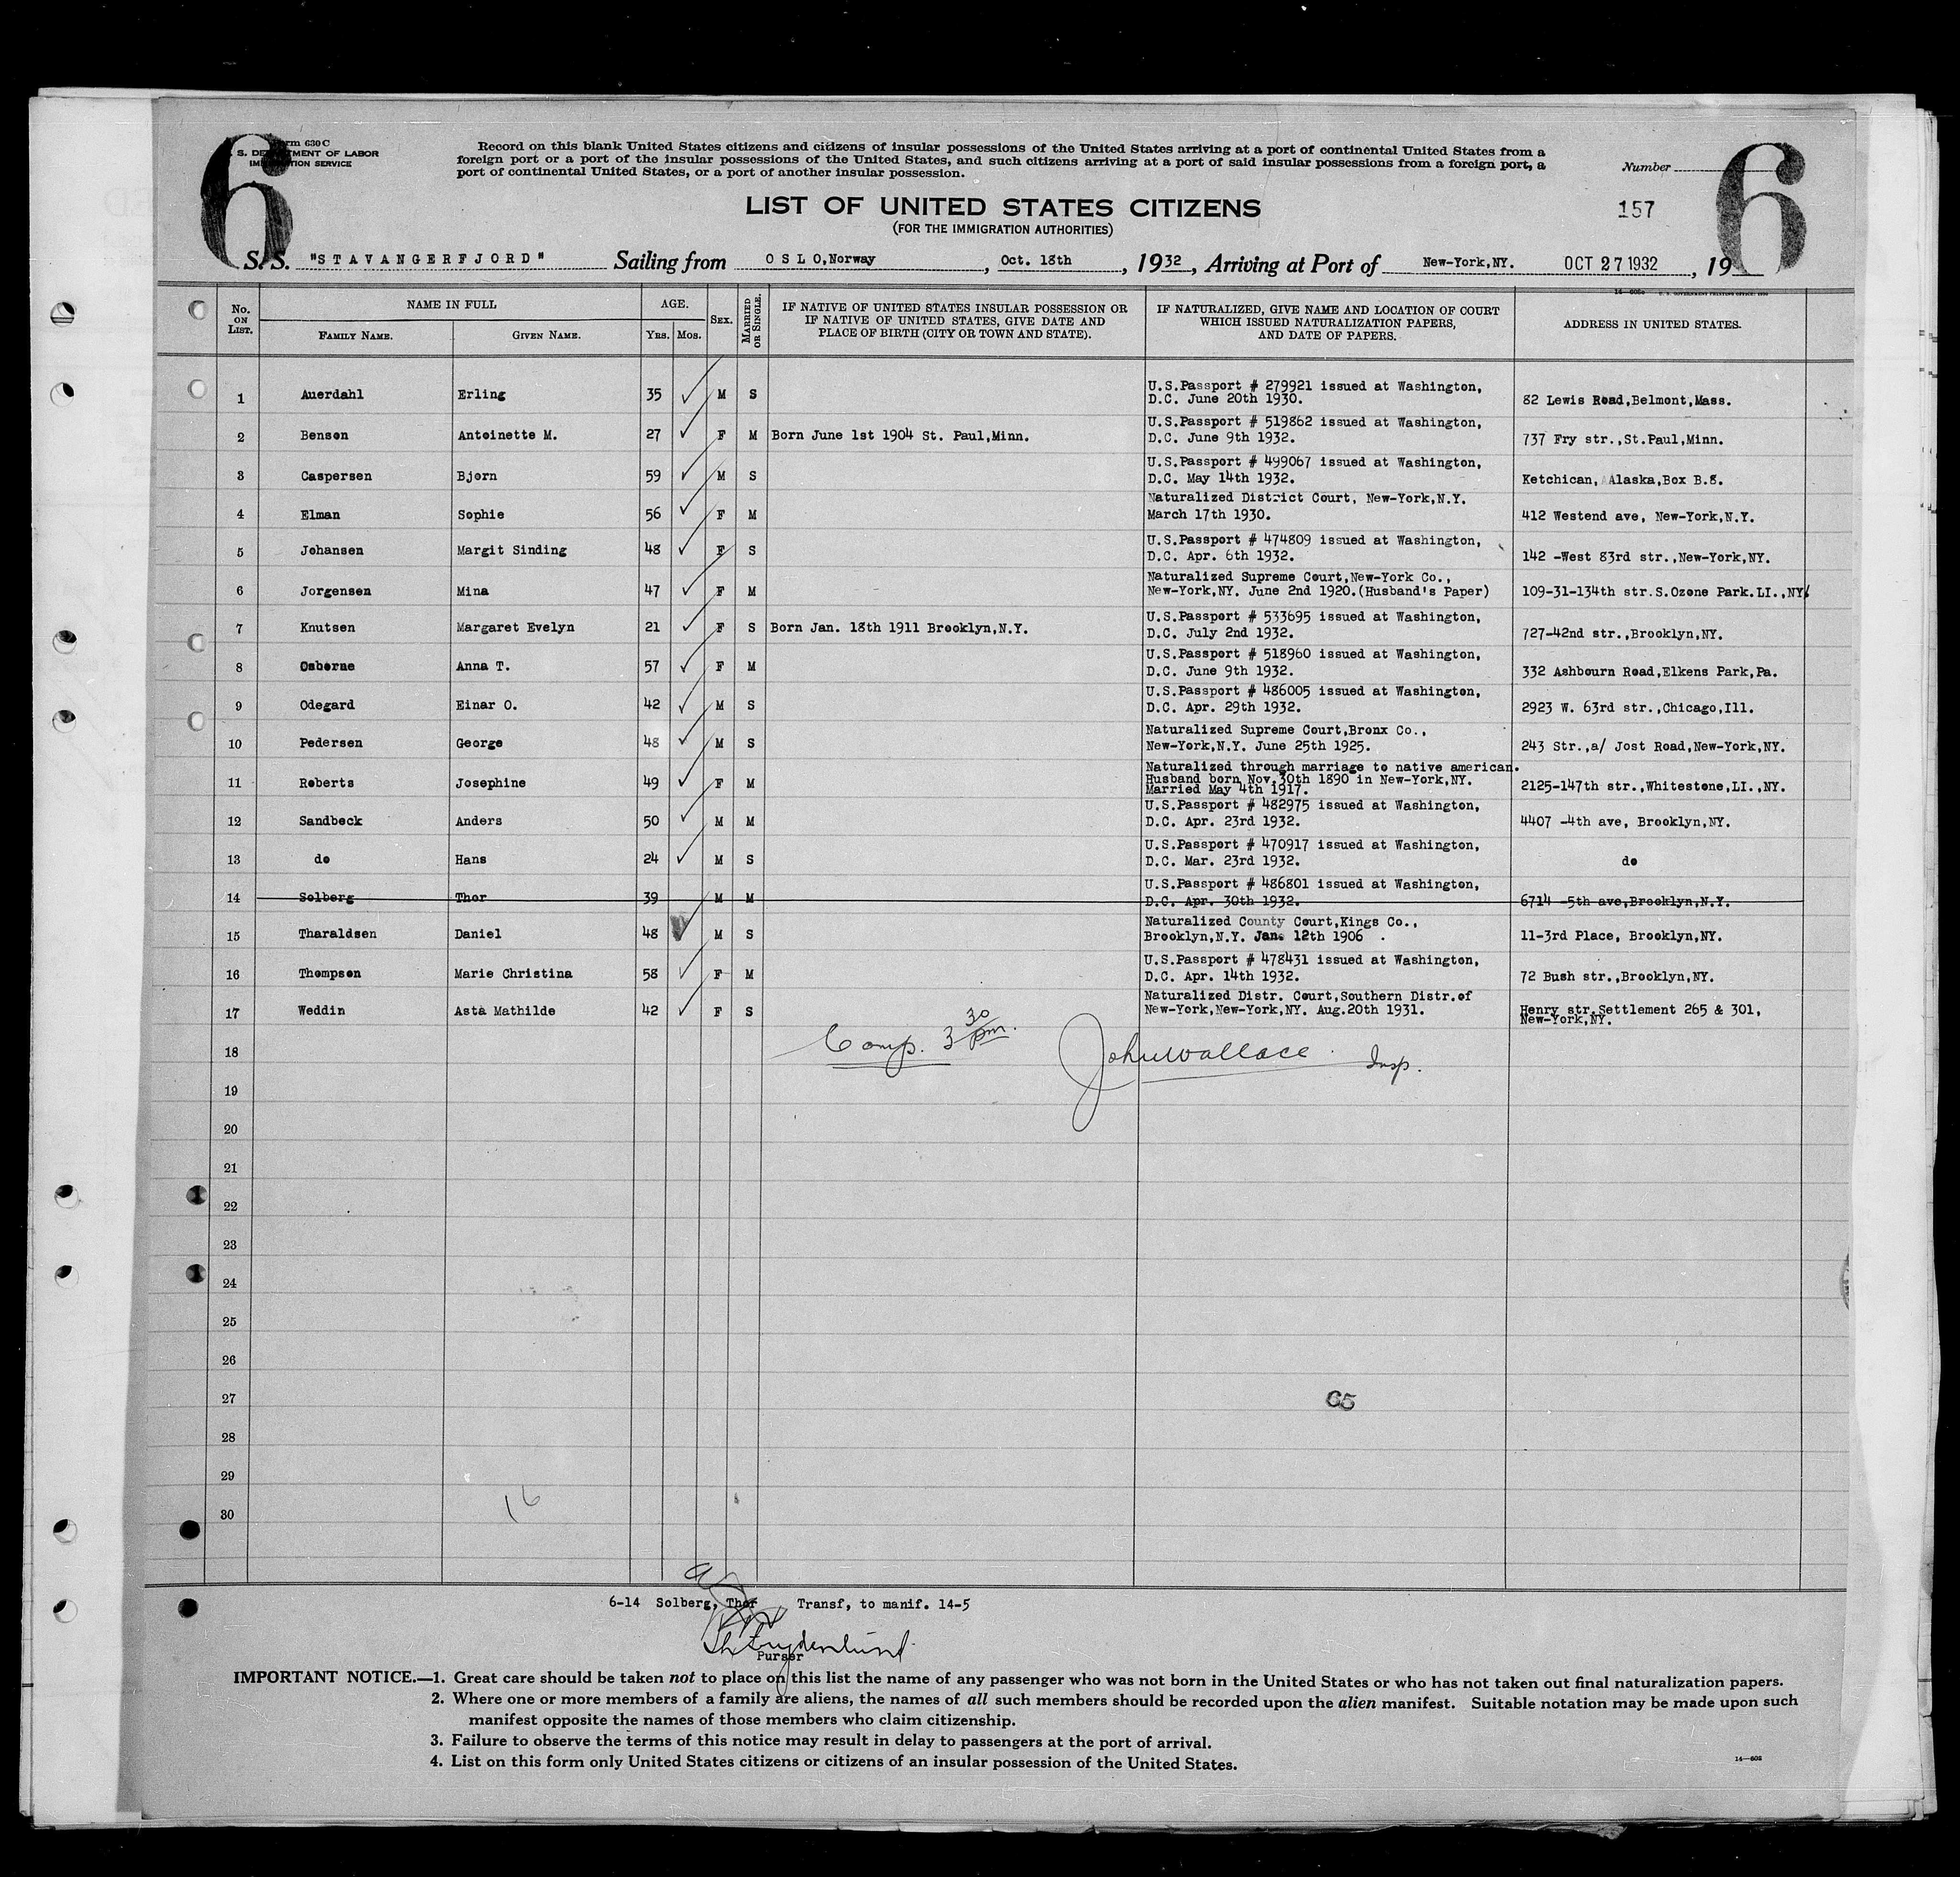 6
Form 630 C
U. S. DEPARTMENT OF LABOR
IMMIGRATION SERVICE
Record on this blank United States citizens and citizens of insular possessions of the United States arriving at a port of continental United States from a
foreign port or a port of the insular possessions of the United States, and such citizens arriving at a port of said insular possessions from a foreign port, a
port of continental United States, or a port of another insular possession.
Number
6
LIST OF UNITED STATES CITIZENS
157
(FOR THE IMMIGRATION AUTHORITIES)
S. S. "STAVANGERFJORD" Sailing from O S L O,Norway, Oct. 18th, 1932, Arriving at Port of New-York,NY. OCT 27 1932, 19
No. ON LIST. NAME IN FULL AGE. SEX. MARRIED OR SINGLE. IF NATIVE OF UNITED STATES INSULAR POSSESSION OR IF NATIVE OF UNITED STATES, GIVE DATE AND PLACE OF BIRTH (CITY OR TOWN AND STATE). IF NATURALIZED, GIVE NAME AND LOCATION OF COURT WHICH ISSUED NATURALIZATION PAPERS, AND DATE OF PAPERS. ADDRESS IN UNITED STATES.
FAMILY NAME. GIVEN NAME. YRS. MOS.
1 Auerdahl Erling 35 M S U.S.Passport # 279921 issued at Washington, D.C. June 20th 1930. 82 Lewis Road,Belmont,Mass.
2 Benson Antoinette M. 27 F M Born June 1st 1904 St. Paul,Minn. U.S.Passport # 519862 issued at Washington, D.C. June 9th 1932. 737 Fry str.,St.Paul,Minn.
3 Caspersen Bjorn 59 M S U.S.Passport # 499067 issued at Washington, D.C. May 14th 1932. Ketchican, Alaska,Box B.8.
4 Elman Sophie 56 F M Naturalized District Court, New-York,N.Y. March 17th 1930. 412 Westend ave, New-York,N.Y.
5 Johansen Margit Sinding 48 F S U.S.Passport # 474809 issued at Washington, D.C. Apr. 6th 1932. 142 -West 83rd str.,New-York,NY.
6 Jorgensen Mina 47 F M Naturalized Supreme Court,New-York Co., New-York,NY. June 2nd 1920.(Husband's Paper) 109-31-134th str.S.Ozone Park.LI.,NY.
7 Knutsen Margaret Evelyn 21 F S Born Jan. 18th 1911 Brooklyn,N.Y. U.S.Passport # 533695 issued at Washington, D.C. July 2nd 1932. 727-42nd str.,Brooklyn,NY.
8 Osborne Anna T. 57 F M U.S.Passport # 518960 issued at Washington, D.C. June 9th 1932. 332 Ashbourn Road,Elkens Park,Pa.
9 Odegard Einar O. 42 M S U.S.Passport # 486005 issued at Washington, D.C. Apr. 29th 1932. 2923 W. 63rd str.,Chicago,Ill.
10 Pedersen George 48 M S Naturalized Supreme Court,Bronx Co., New-York,N.Y. June 25th 1925. 243 Str.,a/ Jost Road,New-York,NY.
11 Roberts Josephine 49 F M Naturalized through marriage to native american. Husband born Nov.30th 1890 in New-York,NY. Married May 4th 1917. 2125-147th str.,Whitestone,LI.,NY.
12 Sandbeck Anders 50 M M U.S.Passport # 482975 issued at Washington, D.C. Apr. 23rd 1932. 4407 -4th ave, Brooklyn,NY.
13 do Hans 24 M S U.S.Passport # 470917 issued at Washington, D.C. Mar. 23rd 1932. do
14 Solberg Thor 39 M M U.S.Passport # 486801 issued at Washington, D.C. Apr. 30th 1932. 6714 -5th ave,Brooklyn,N.Y.
15 Tharaldsen Daniel 48 M S Naturalized County Court,Kings Co., Brooklyn,N.Y. Jan. 12th 1906 . 11-3rd Place, Brooklyn,NY.
16 Thompson Marie Christina 58 F M U.S.Passport # 478431 issued at Washington, D.C. Apr. 14th 1932. 72 Bush str.,Brooklyn,NY.
17 Weddin Asta Mathilde 42 F S Naturalized Distr. Court,Southern Distr.of New-York,New-York,NY. Aug.20th 1931. Henry str.Settlement 265 & 301, New-York,NY.
Comp. 3 30 pm. John Wallace Insp.
18
19
20
21
22
23
24
25
26
27 65
28
29
16
30
6-14 Solberg, Thor Transf, to manif. 14-5
Purser
IMPORTANT NOTICE.—1. Great care should be taken not to place on this list the name of any passenger who was not born in the United States or who has not taken out final naturalization papers.
2. Where one or more members of a family are aliens, the names of all such members should be recorded upon the alien manifest. Suitable notation may be made upon such
manifest opposite the names of those members who claim citizenship.
3. Failure to observe the terms of this notice may result in delay to passengers at the port of arrival.
4. List on this form only United States citizens or citizens of an insular possession of the United States.
14—608